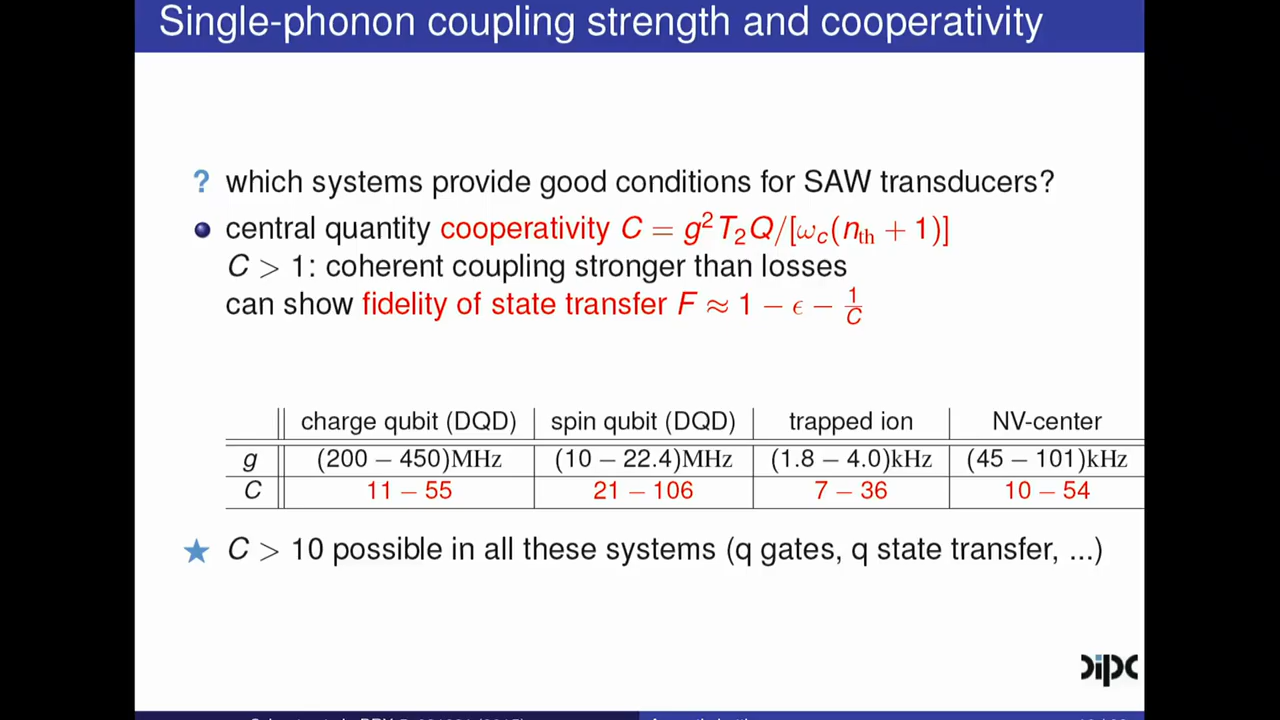 Single-phonon coupling strength and cooperativity
? which systems provide good conditions for SAW transducers?
central quantity cooperativity C = g²T₂Q/[ω_c(n_th + 1)]
C > 1: coherent coupling stronger than losses
can show fidelity of state transfer F ≈ 1 − ϵ − 1/C
charge qubit (DQD) spin qubit (DQD) trapped ion NV-center
g (200 − 450)MHz (10 − 22.4)MHz (1.8 − 4.0)kHz (45 − 101)kHz
C 11 − 55 21 − 106 7 − 36 10 − 54
★ C > 10 possible in all these systems (q gates, q state transfer, ...)
dipc